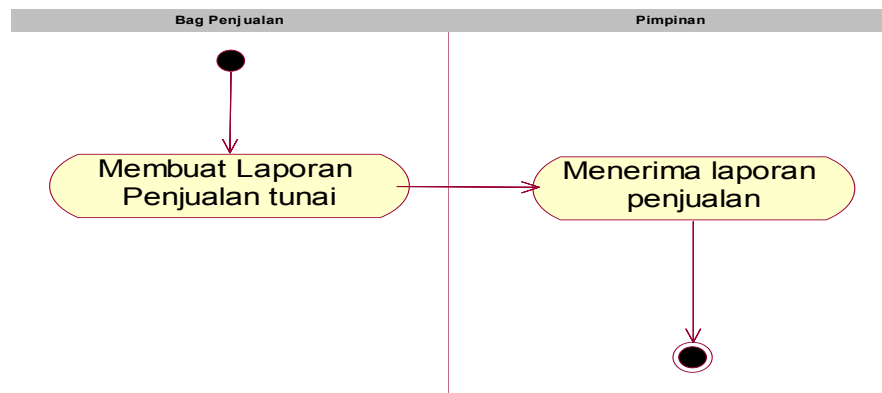 Bag Penjualan
Pimpinan
Membuat Laporan
Penjualan tunai
Menerima laporan
penjualan